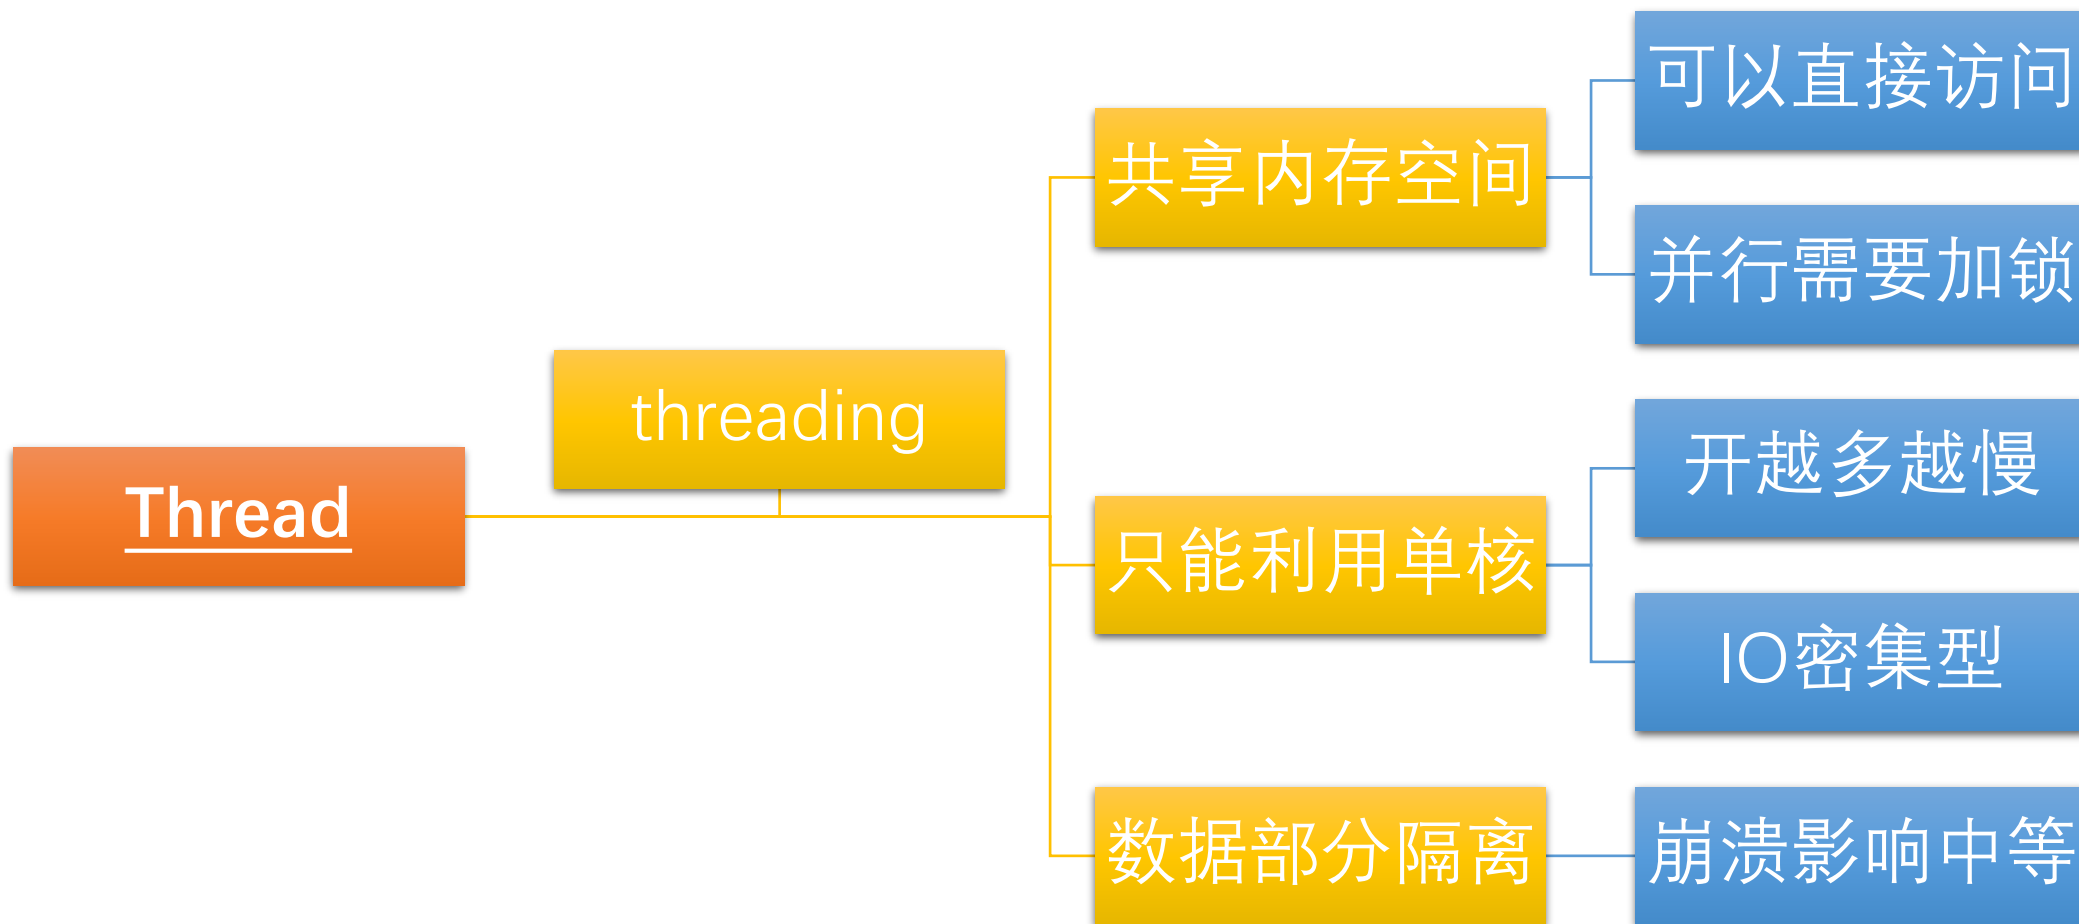 Thread
threading
共享内存空间
可以直接访问
并行需要加锁
只能利用单核
开越多越慢
IO密集型
数据部分隔离
崩溃影响中等